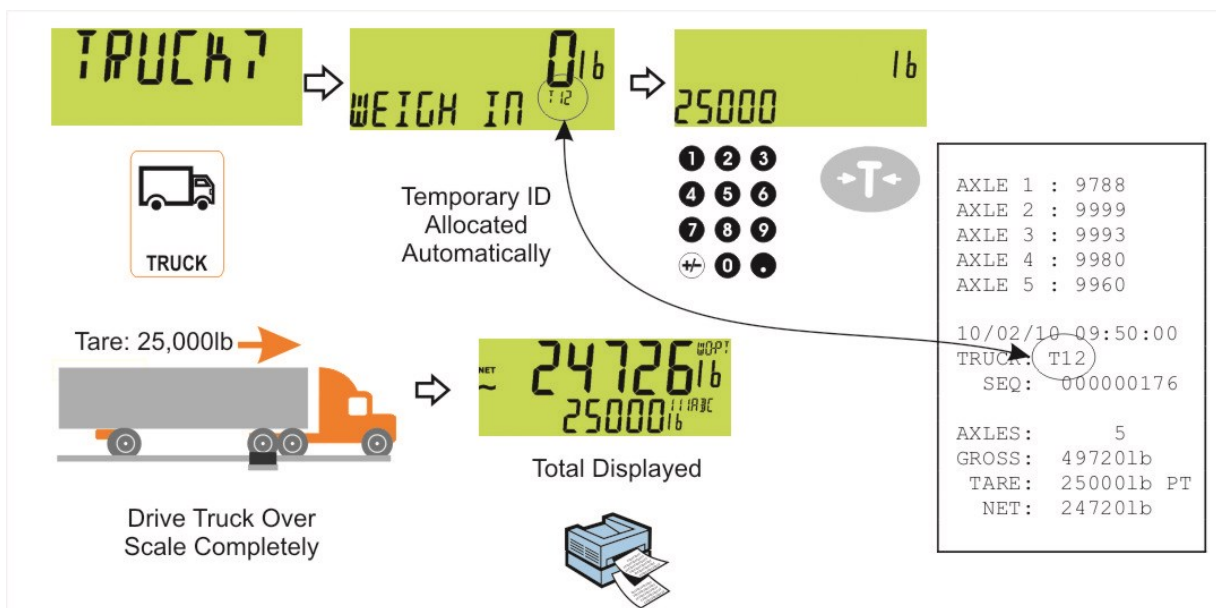 TRUCK?
0lb
WEIGH IN T12
lb
25000
TRUCK
Temporary ID
Allocated
Automatically
1 2 3
4 5 6
7 8 9
+/- 0 .
T
Tare: 25,000lb
NET ~ 24726lb
25000lb 111ABC
Total Displayed
Drive Truck Over
Scale Completely
AXLE 1 : 9788
AXLE 2 : 9999
AXLE 3 : 9993
AXLE 4 : 9980
AXLE 5 : 9960
10/02/10 09:50:00
TRUCK: T12
SEQ: 000000176
AXLES: 5
GROSS: 49720lb
TARE: 25000lb PT
NET: 24720lb